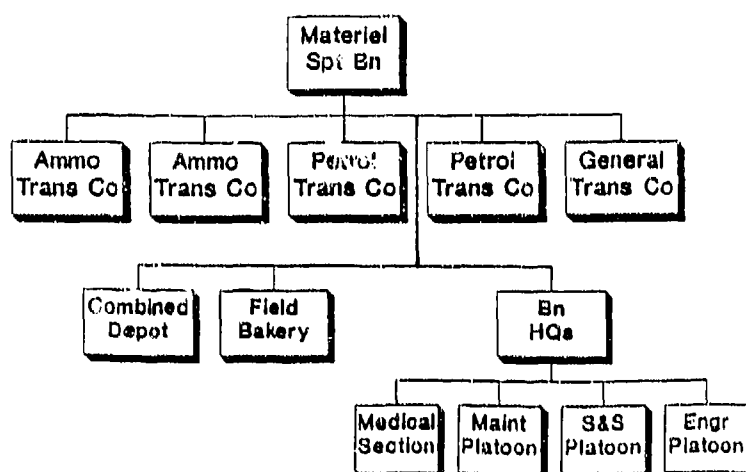 Materiel
Spt Bn
Ammo
Trans Co
Ammo
Trans Co
Petrol
Trans Co
Petrol
Trans Co
General
Trans Co
Combined
Depot
Field
Bakery
Bn
HQs
Medical
Section
Maint
Platoon
S&S
Platoon
Engr
Platoon